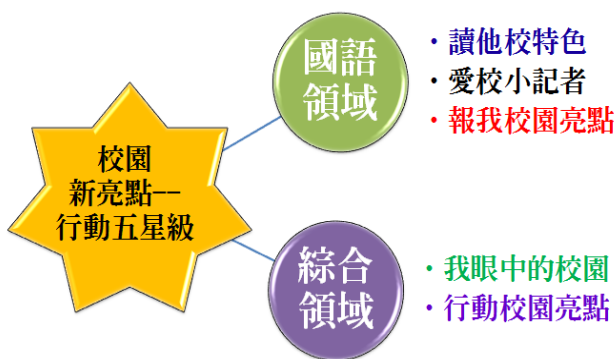 校園
新亮點--
行動五星級
國語
領域
・讀他校特色
・愛校小記者
・報我校園亮點
綜合
領域
・我眼中的校園
・行動校園亮點